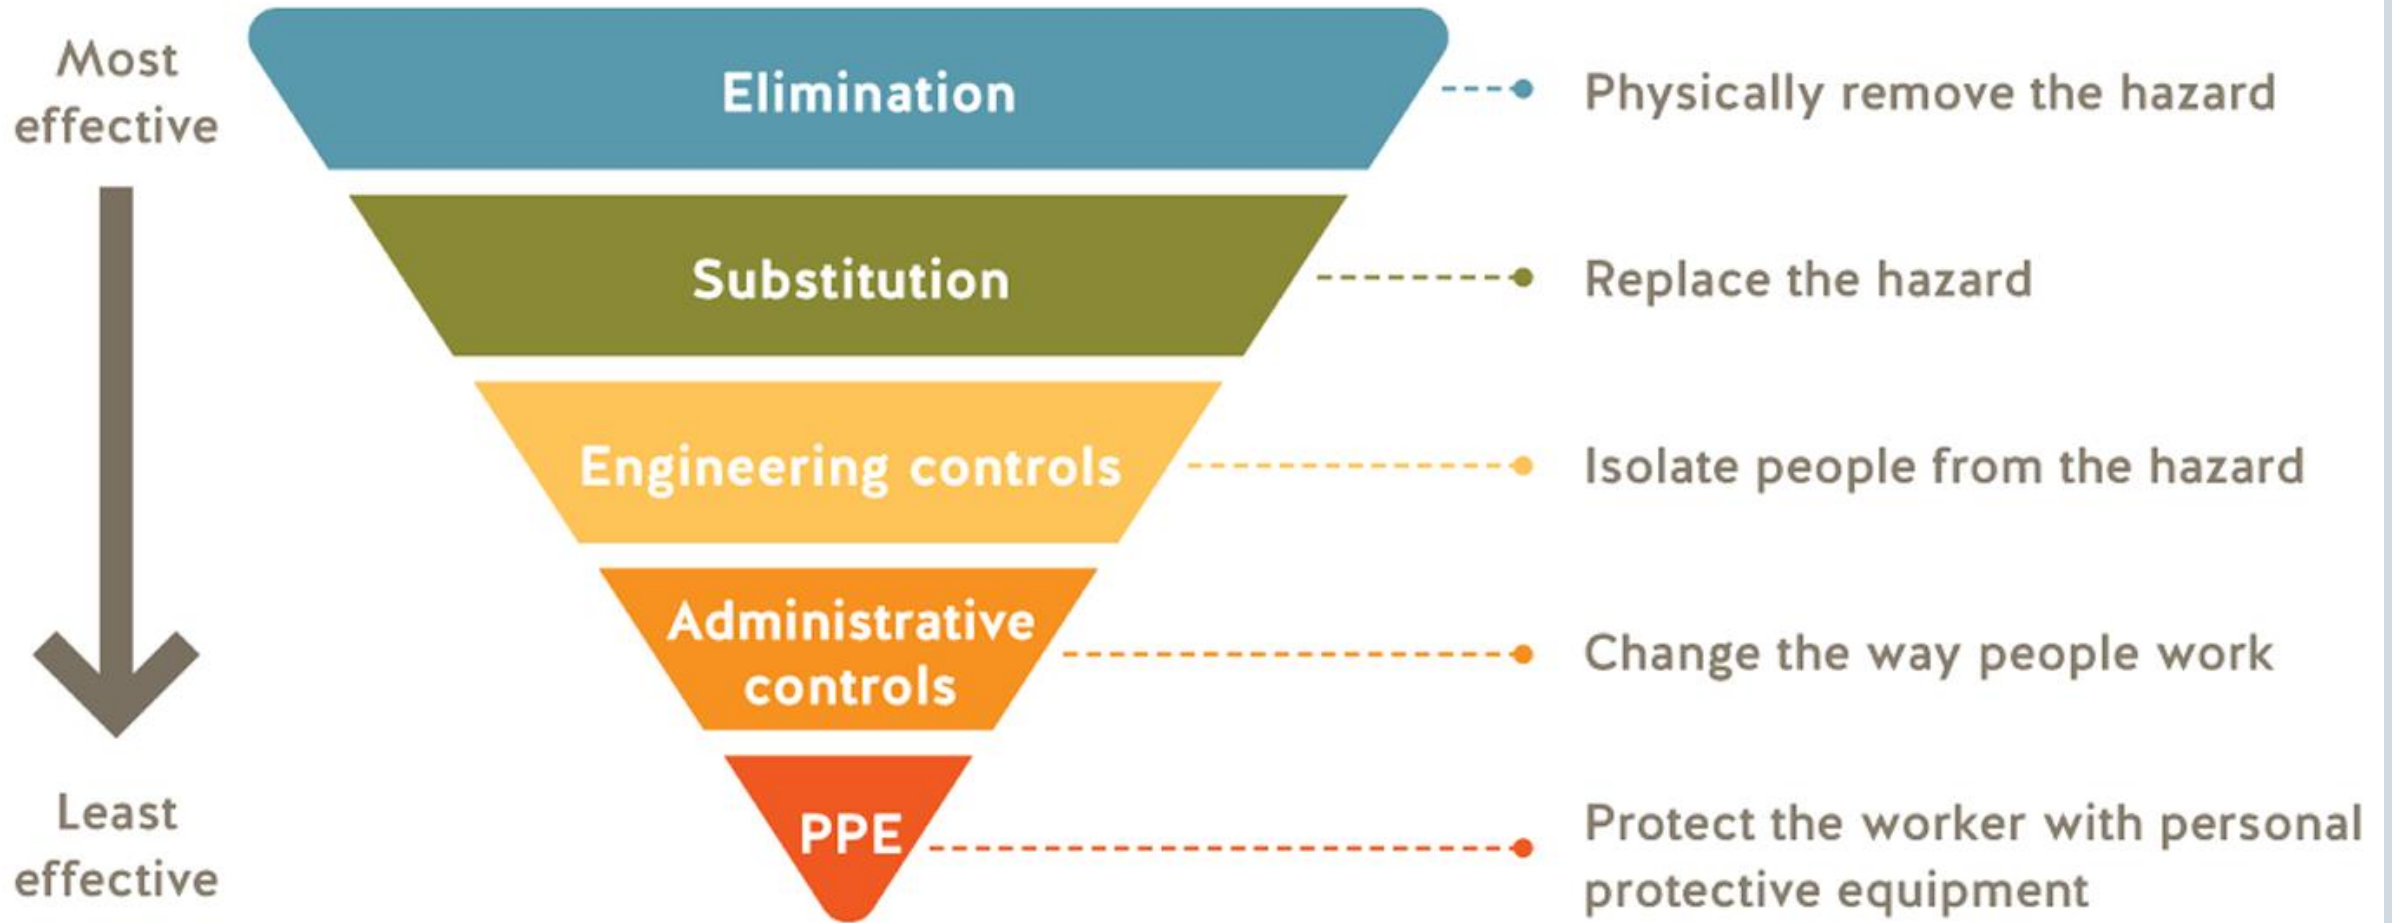 Most
effective
Elimination
Physically remove the hazard
Substitution
Replace the hazard
Engineering controls
Isolate people from the hazard
Administrative
controls
Change the way people work
Least
effective
PPE
Protect the worker with personal
protective equipment